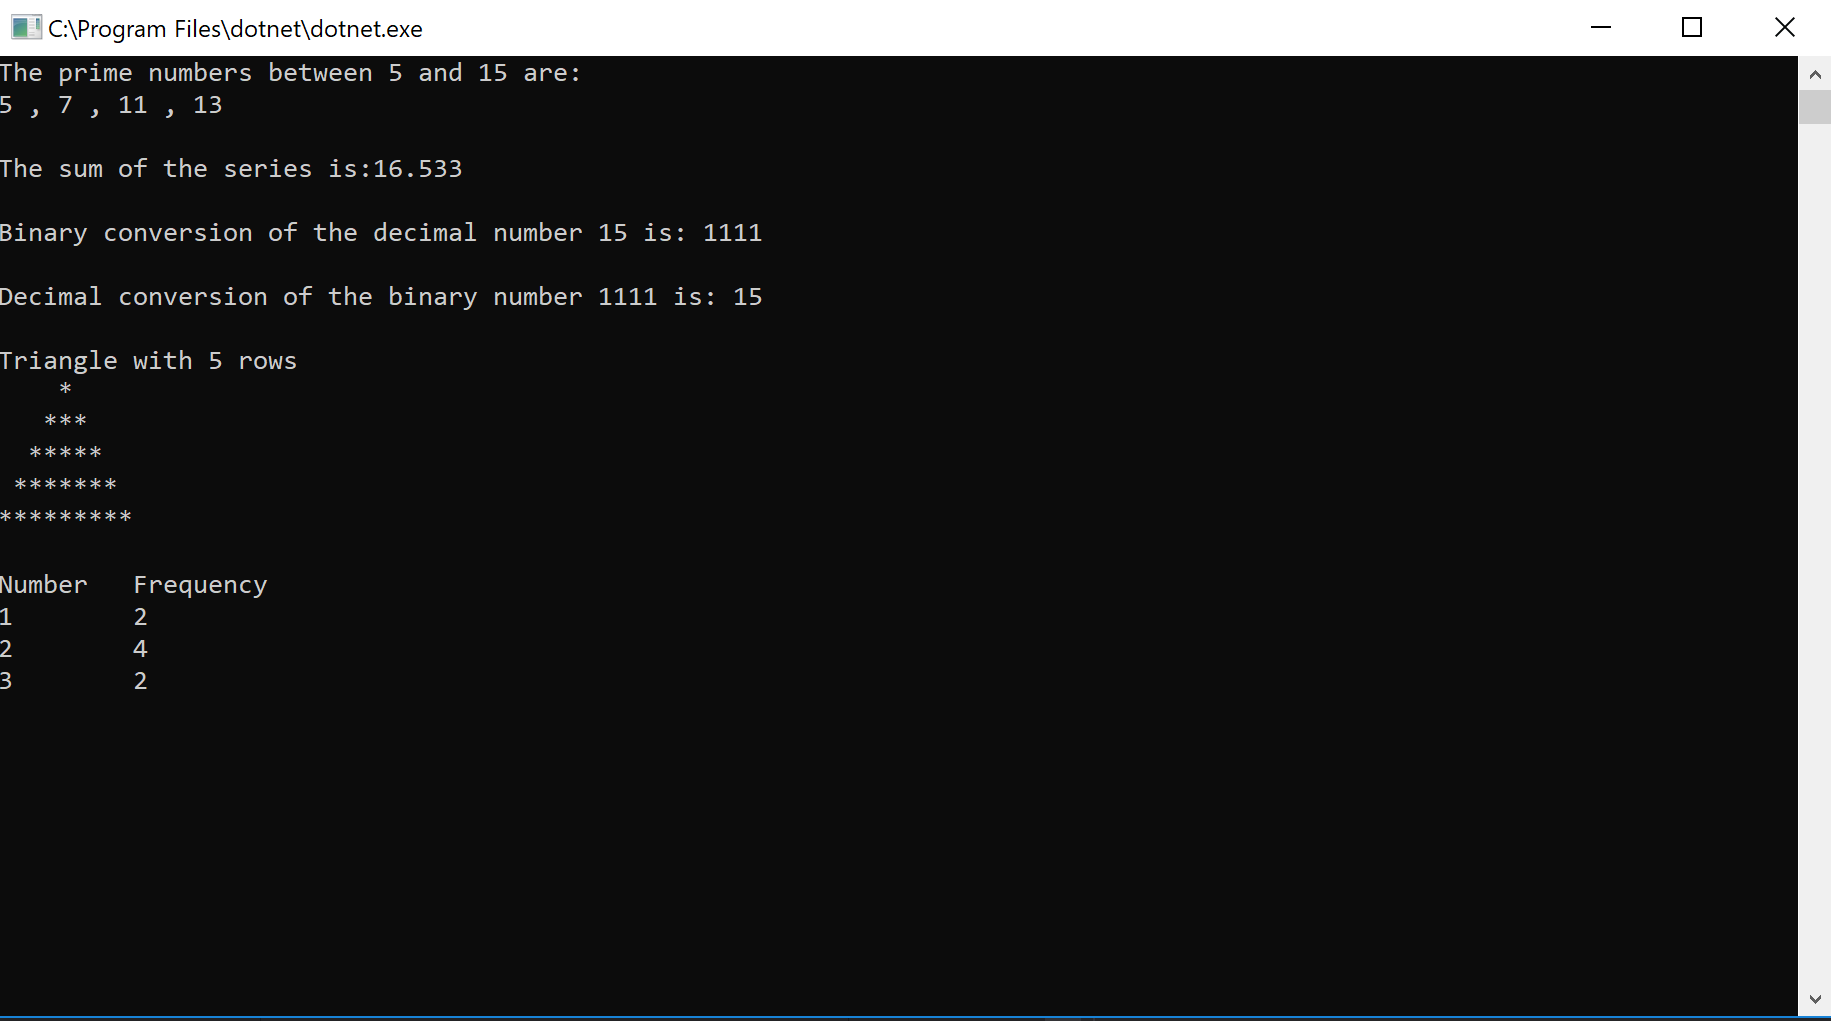 C:\Program Files\dotnet\dotnet.exe
The prime numbers between 5 and 15 are:
5 , 7 , 11 , 13
The sum of the series is:16.533
Binary conversion of the decimal number 15 is: 1111
Decimal conversion of the binary number 1111 is: 15
Triangle with 5 rows
    *
   ***
  *****
 *******
*********
Number   Frequency
1        2
2        4
3        2